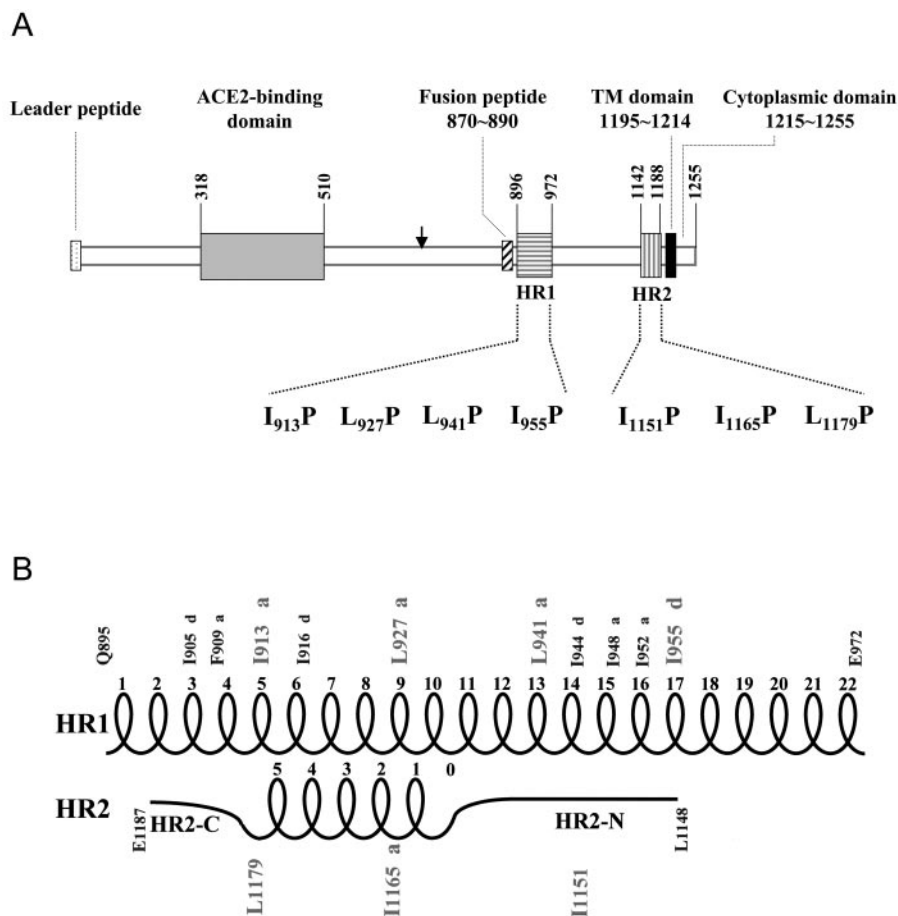 A
Leader peptide
ACE2-binding
domain
Fusion peptide
870~890
TM domain
1195~1214
Cytoplasmic domain
1215~1255
318
510
896
972
1142
1188
1255
HR1
HR2
I913P L927P L941P I955P I1151P I1165P L1179P
B
Q895
I905 d
F909 a
I913 a
I916 d
L927 a
L941 a
I944 d
I948 a
I952 a
I955 d
E972
1 2 3 4 5 6 7 8 9 10 11 12 13 14 15 16 17 18 19 20 21 22
HR1
5 4 3 2 1 0
HR2
E1187
HR2-C
HR2-N
L1148
L1179
I1165 a
I1151